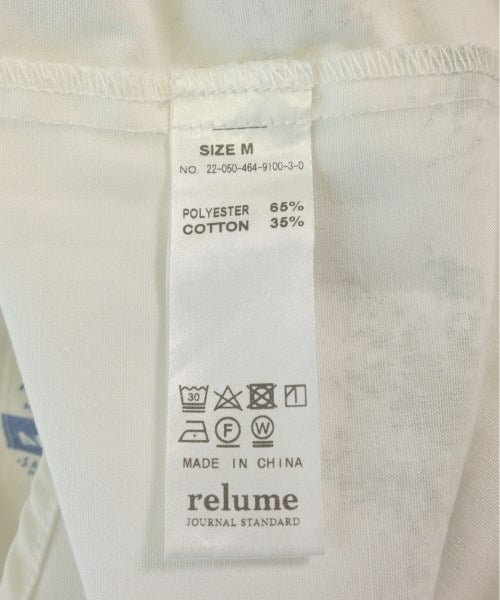 SIZE M
NO. 22-050-464-9100-3-0
POLYESTER 65%
COTTON 35%
30
F W
MADE IN CHINA
relume
JOURNAL STANDARD